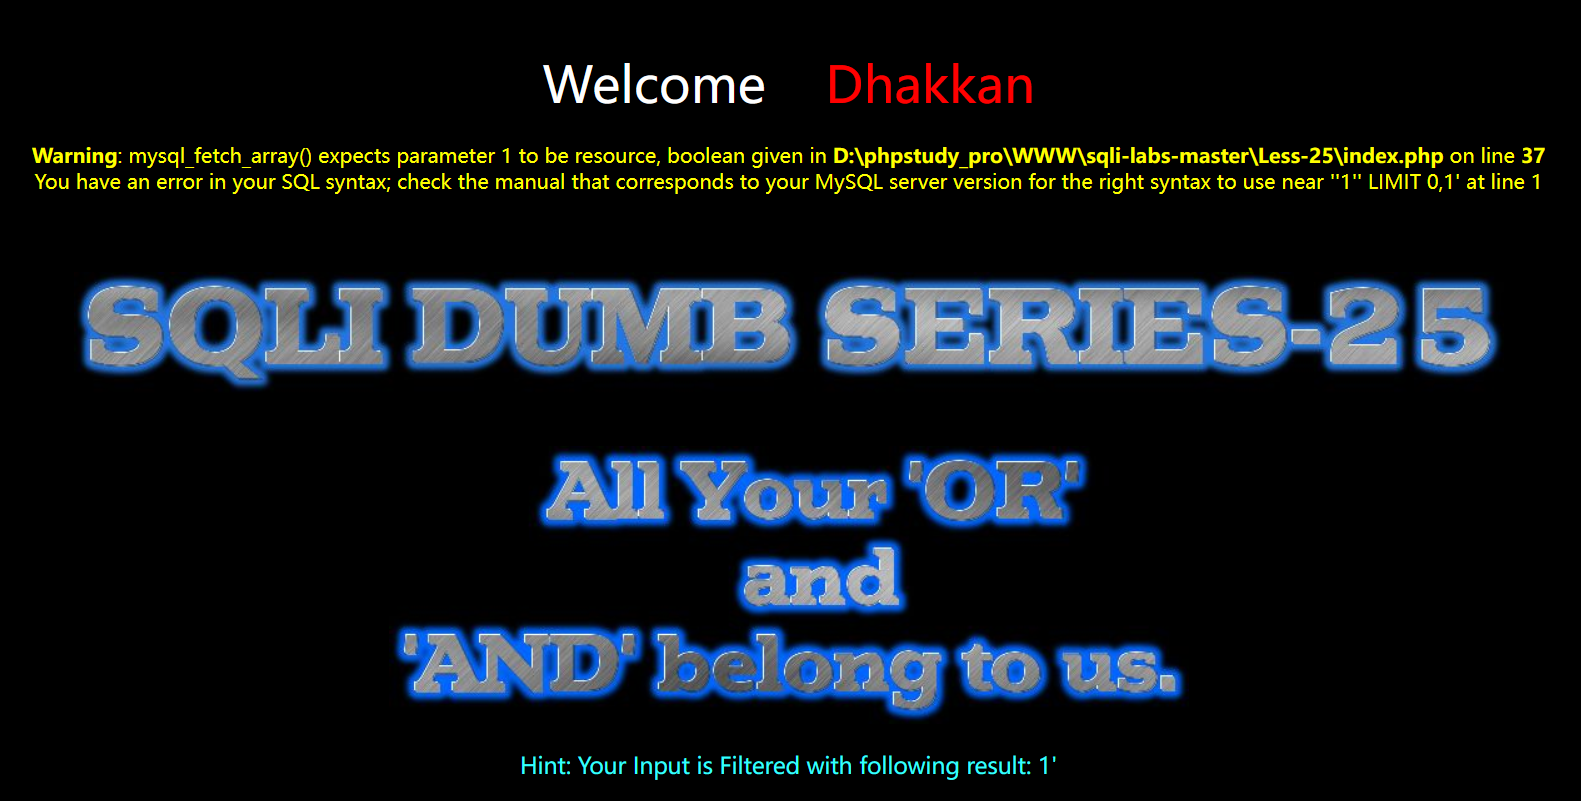 Welcome Dhakkan
Warning: mysql_fetch_array() expects parameter 1 to be resource, boolean given in D:\phpstudy_pro\WWW\sqli-labs-master\Less-25\index.php on line 37
You have an error in your SQL syntax; check the manual that corresponds to your MySQL server version for the right syntax to use near ''1'' LIMIT 0,1' at line 1
SQLI DUMB SERIES-25
All Your 'OR'
and
'AND' belong to us.
Hint: Your Input is Filtered with following result: 1'